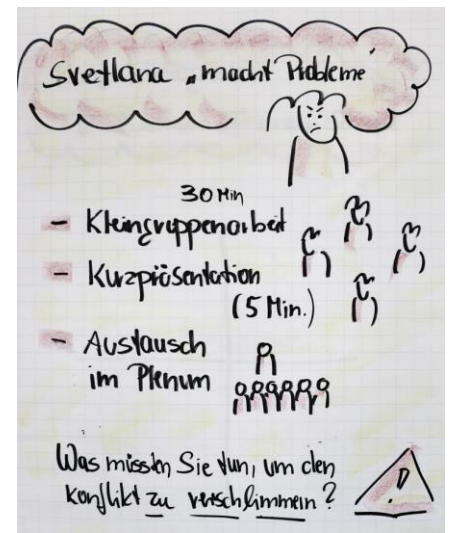 Svetlana „macht Probleme"
30 Min
- Kleingruppenarbeit
- Kurzpräsentation
(5 Min.)
- Austausch
im Plenum
Was müssten Sie tun, um den
Konflikt zu verschlimmern?